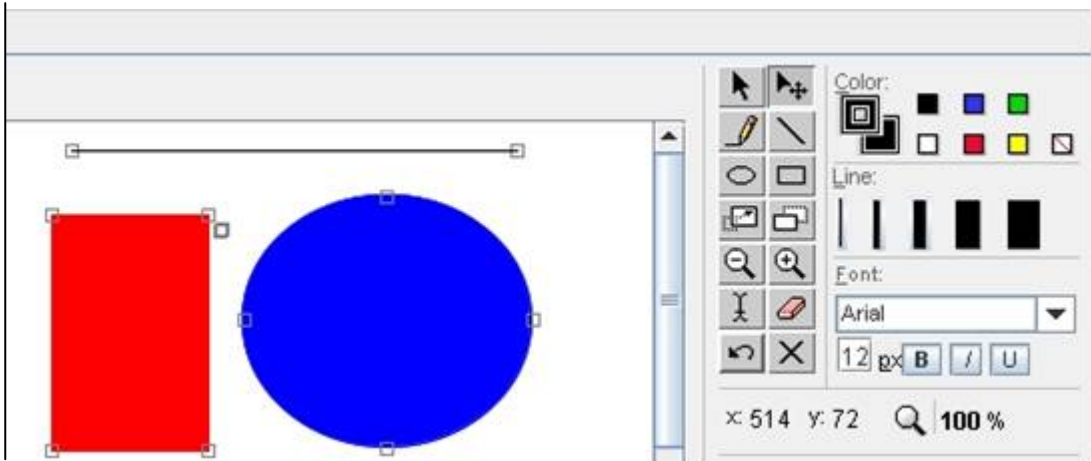 Color:
Line:
Font:
Arial
12 px B I U
x: 514 y: 72 100 %